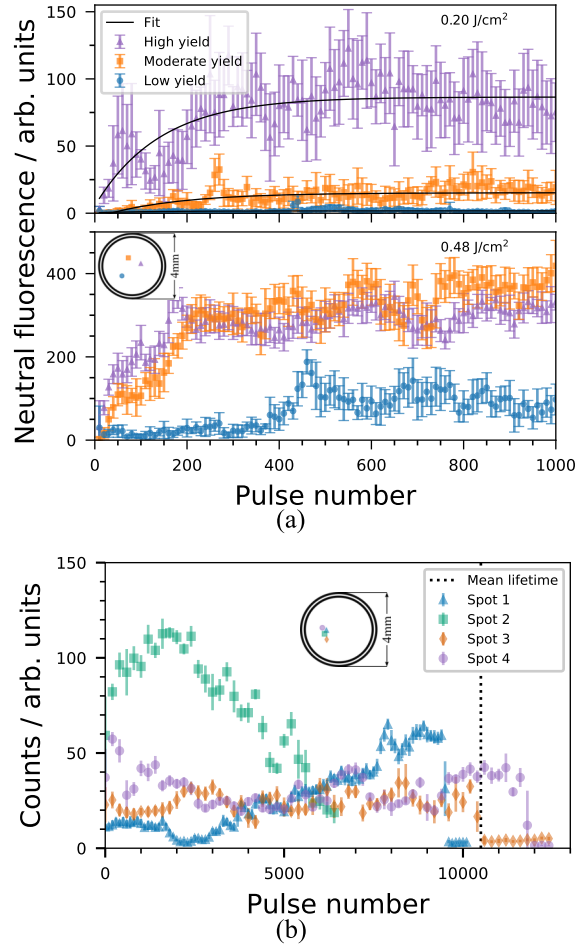 Neutral fluorescence / arb. units
150
100
50
0
Fit
High yield
Moderate yield
Low yield
0.20 J/cm²
400
200
0
4mm
0.48 J/cm²
0 200 400 600 800 1000
Pulse number
(a)
Counts / arb. units
150
100
50
0
4mm
Mean lifetime
Spot 1
Spot 2
Spot 3
Spot 4
0 5000 10000
Pulse number
(b)